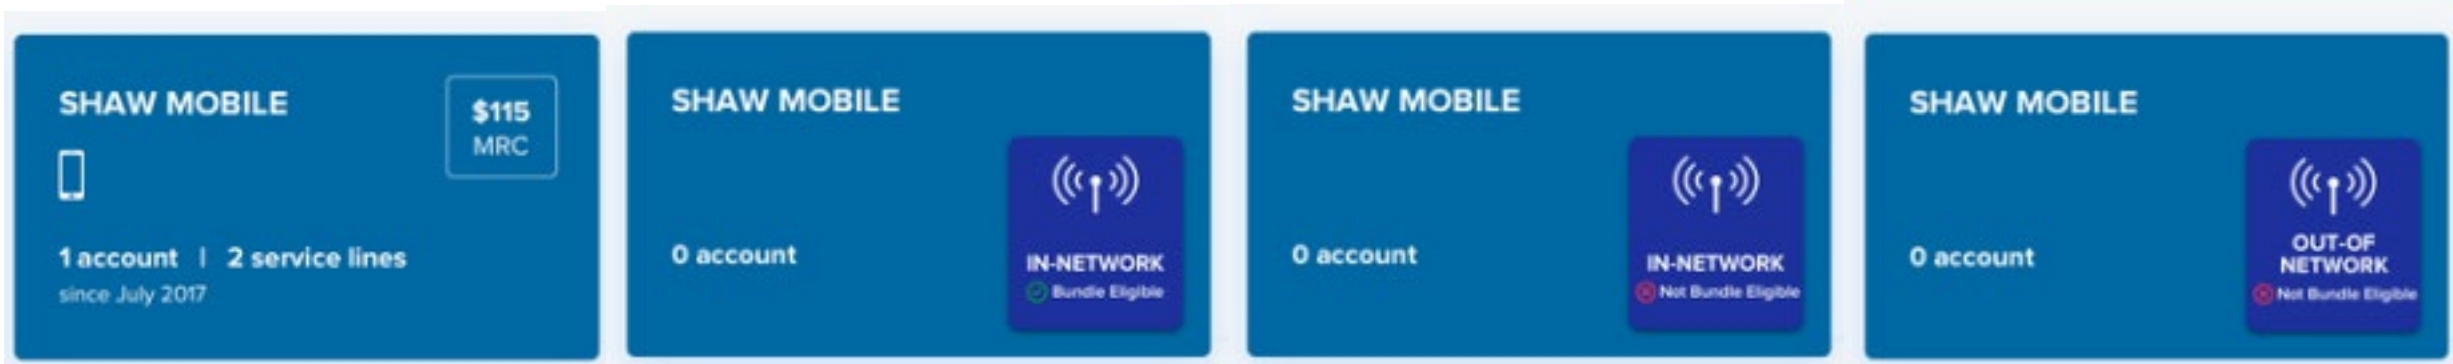 SHAW MOBILE
$115
MRC
1 account | 2 service lines
since July 2017
SHAW MOBILE
0 account
IN-NETWORK
Bundle Eligible
SHAW MOBILE
0 account
IN-NETWORK
Not Bundle Eligible
SHAW MOBILE
0 account
OUT-OF
NETWORK
Not Bundle Eligible